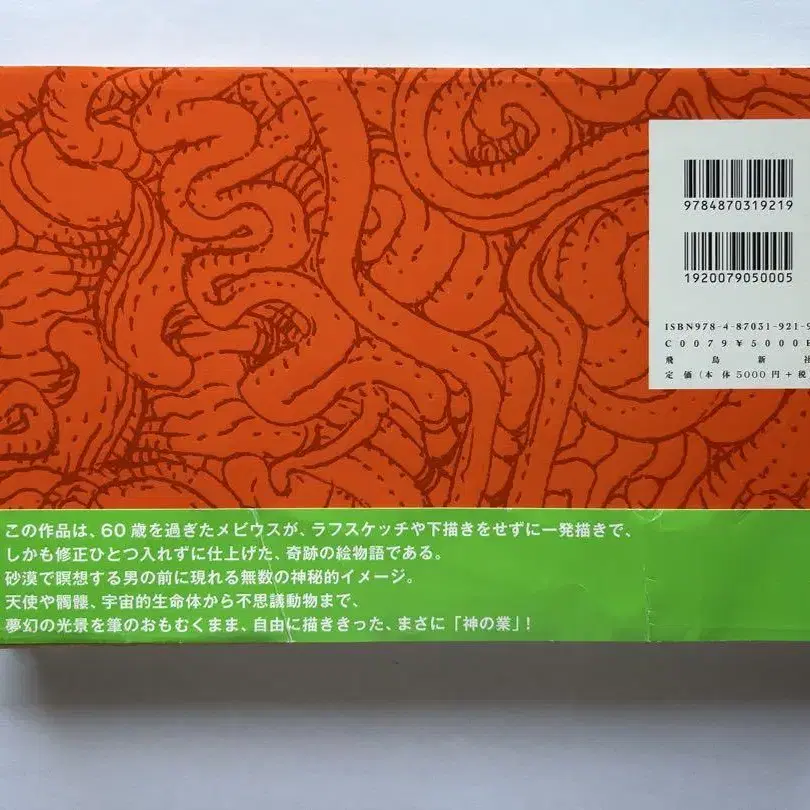 9784870319219
1920079050005
ISBN978-4-87031-921-9
C0079 ¥5000E
飛鳥新社
定価(本体5000円+税
この作品は、60歳を過ぎたメビウスが、ラフスケッチや下描きをせずに一発描きで、
しかも修正ひとつ入れずに仕上げた、奇跡の絵物語である。
砂漠で瞑想する男の前に現れる無数の神秘的イメージ。
天使や髑髏、宇宙的生命体から不思議動物まで、
夢幻の光景を筆のおもむくまま、自由に描ききった、まさに「神の業」!